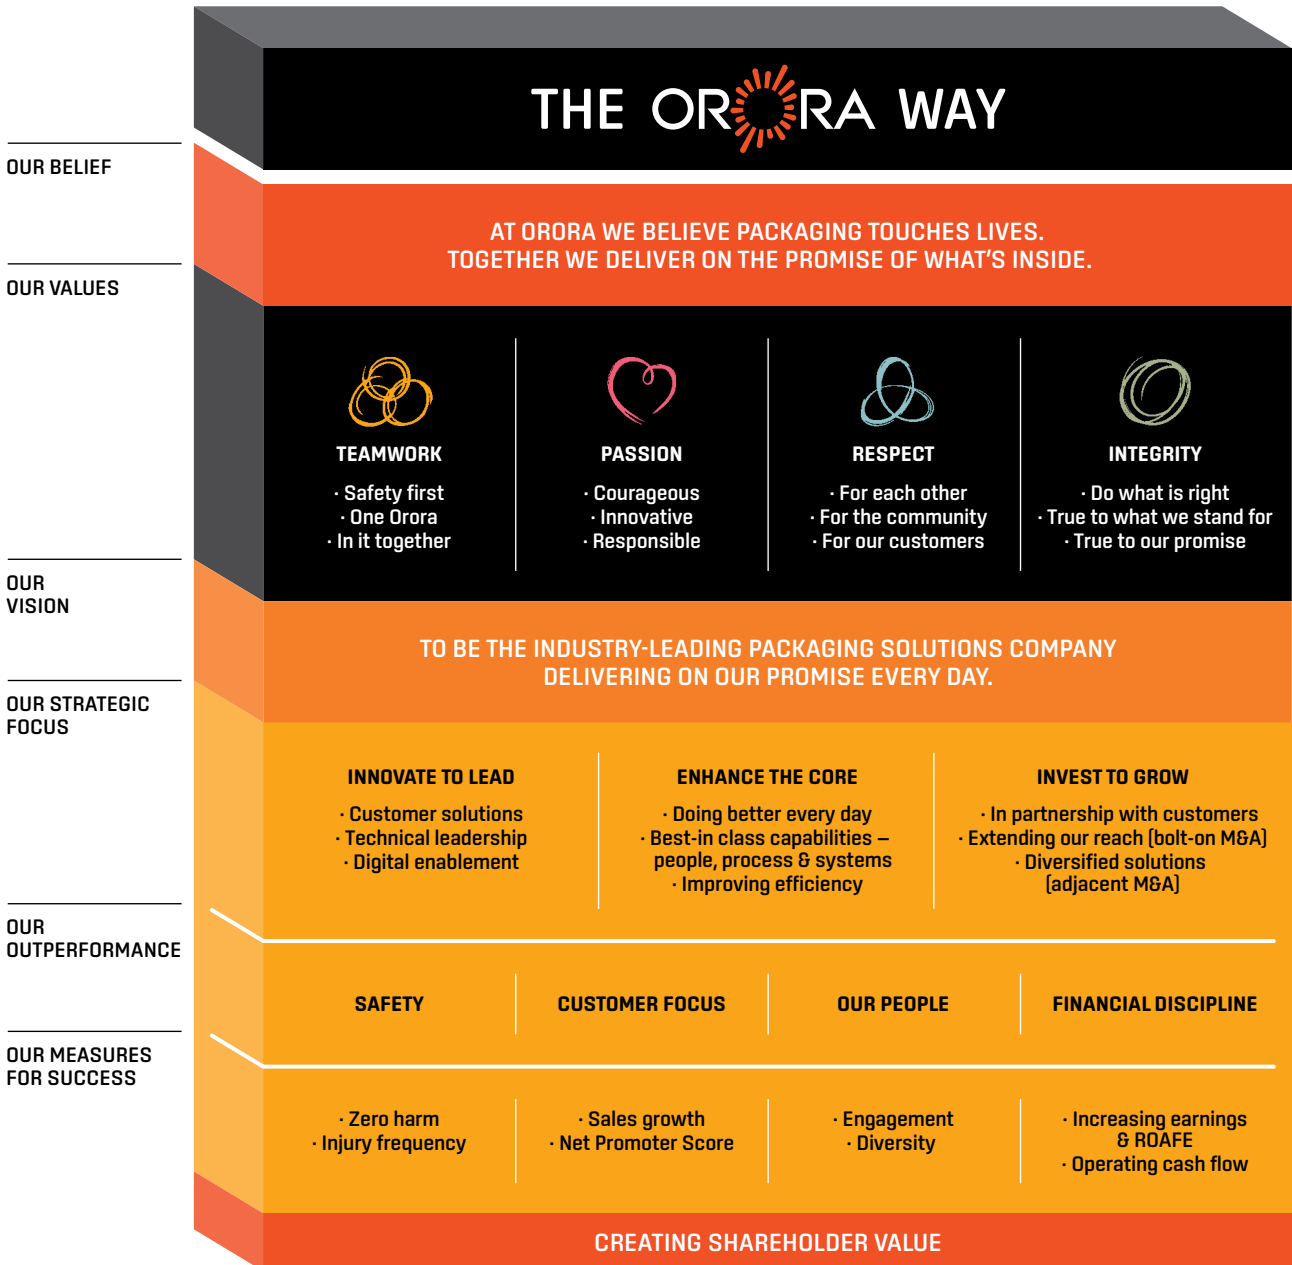 THE ORORA WAY
OUR BELIEF
AT ORORA WE BELIEVE PACKAGING TOUCHES LIVES.
TOGETHER WE DELIVER ON THE PROMISE OF WHAT'S INSIDE.
OUR VALUES
TEAMWORK
· Safety first
· One Orora
· In it together
PASSION
· Courageous
· Innovative
· Responsible
RESPECT
· For each other
· For the community
· For our customers
INTEGRITY
· Do what is right
· True to what we stand for
· True to our promise
OUR
VISION
TO BE THE INDUSTRY-LEADING PACKAGING SOLUTIONS COMPANY
DELIVERING ON OUR PROMISE EVERY DAY.
OUR STRATEGIC
FOCUS
INNOVATE TO LEAD
· Customer solutions
· Technical leadership
· Digital enablement
ENHANCE THE CORE
· Doing better every day
· Best-in class capabilities –
people, process & systems
· Improving efficiency
INVEST TO GROW
· In partnership with customers
· Extending our reach (bolt-on M&A)
· Diversified solutions
(adjacent M&A)
OUR
OUTPERFORMANCE
SAFETY
CUSTOMER FOCUS
OUR PEOPLE
FINANCIAL DISCIPLINE
OUR MEASURES
FOR SUCCESS
· Zero harm
· Injury frequency
· Sales growth
· Net Promoter Score
· Engagement
· Diversity
· Increasing earnings
& ROAFE
· Operating cash flow
CREATING SHAREHOLDER VALUE